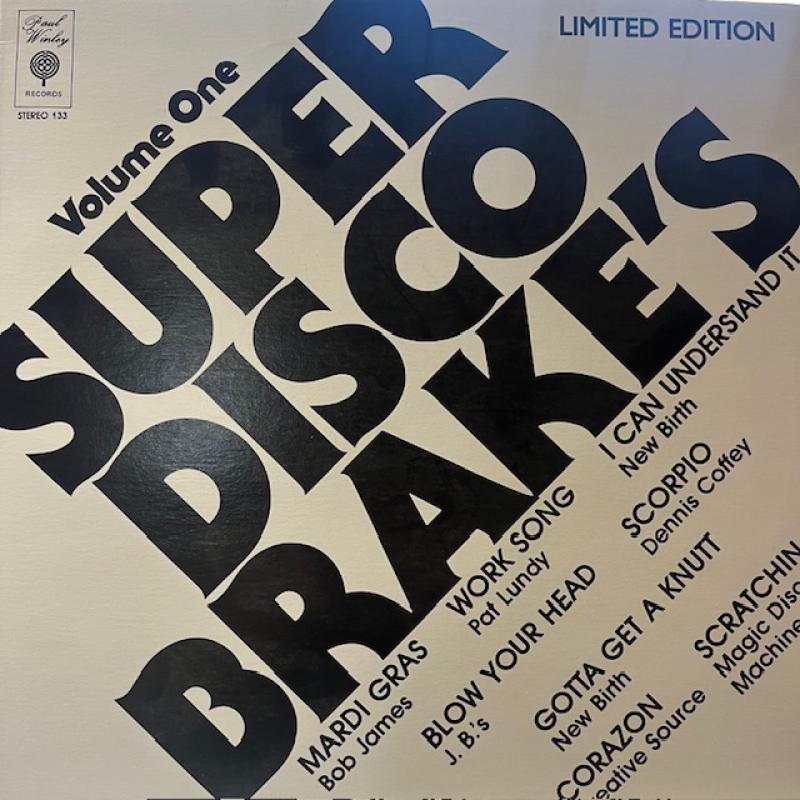 Paul
Winley
RECORDS
STEREO 133
LIMITED EDITION
Volume One
SUPER
DISCO
BRAKE'S
I CAN UNDERSTAND IT
New Birth
WORK SONG
Pat Lundy
SCORPIO
Dennis Coffey
MARDI GRAS
Bob James
BLOW YOUR HEAD
J. B.'s
GOTTA GET A KNUTT
New Birth
SCRATCHIN
Magic Disc
Machine
CORAZON
reative Source